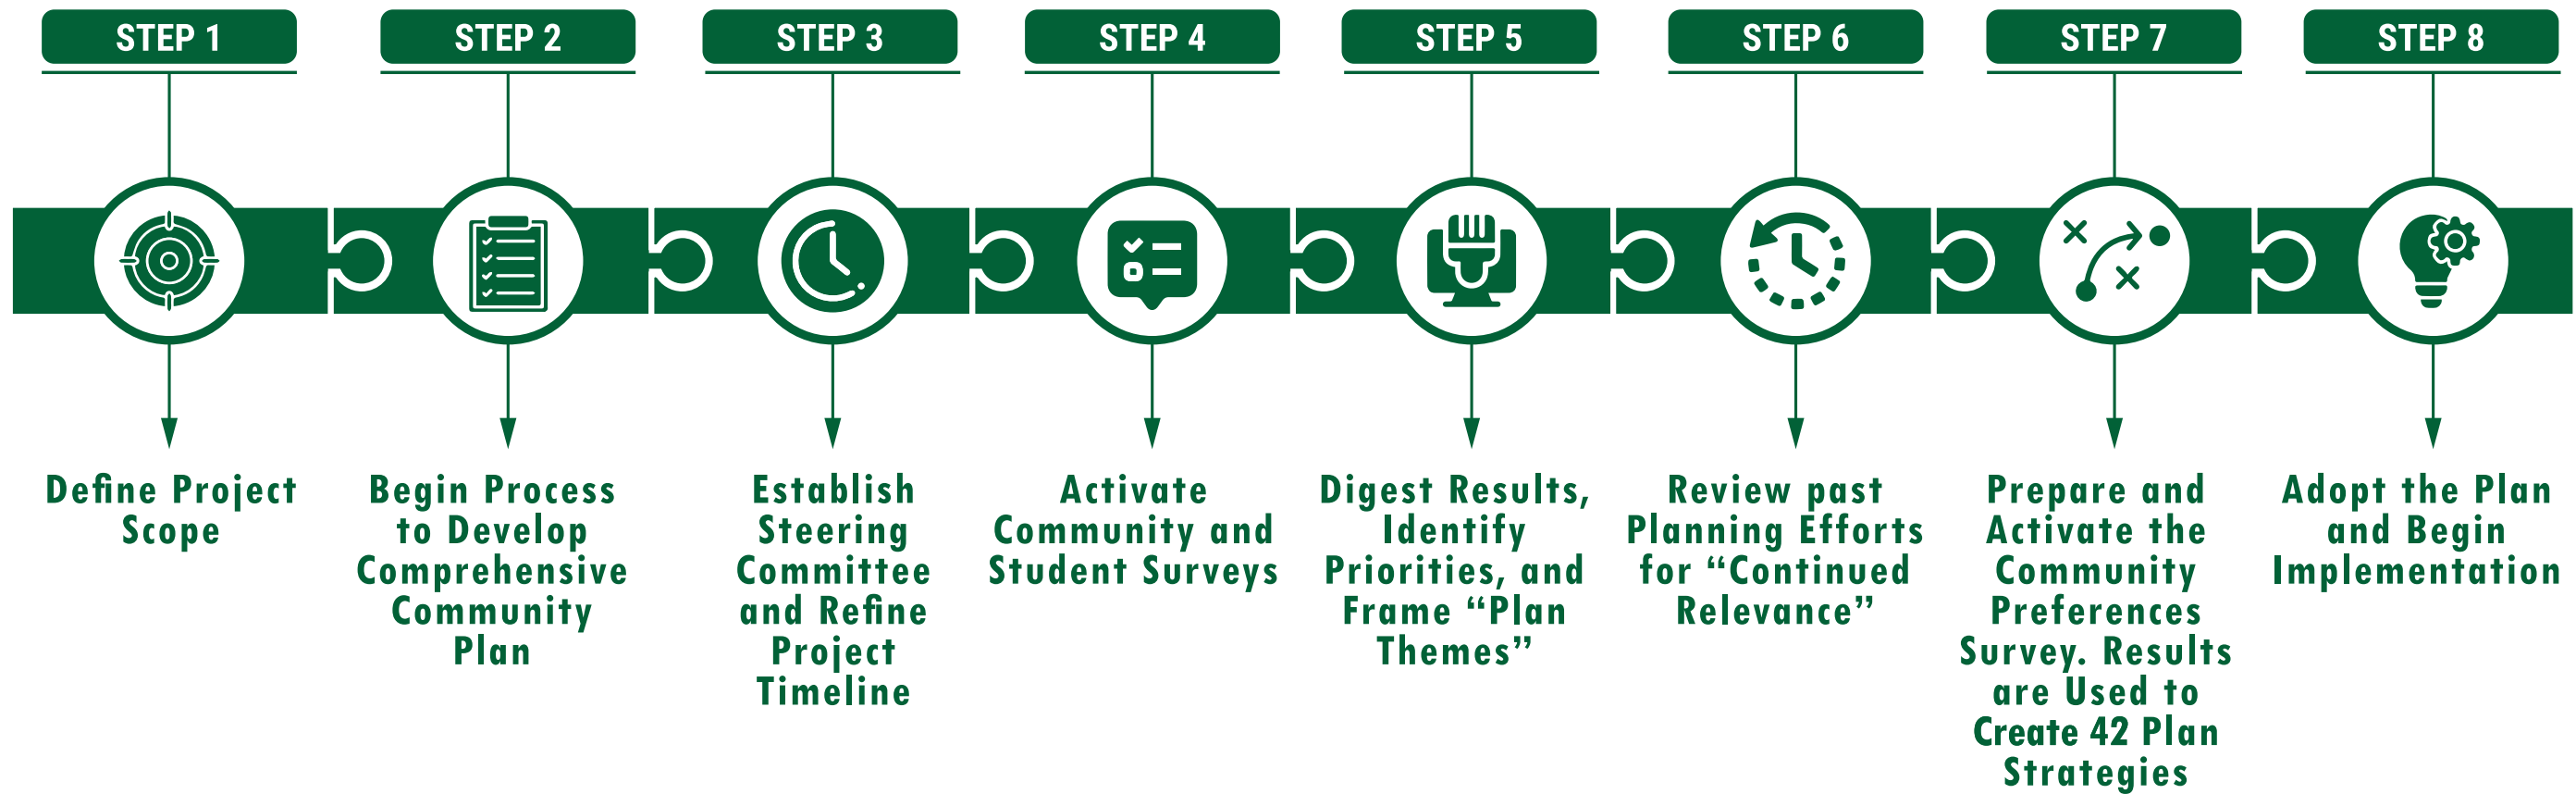 STEP 1
Define Project
Scope
STEP 2
Begin Process
to Develop
Comprehensive
Community
Plan
STEP 3
Establish
Steering
Committee
and Refine
Project
Timeline
STEP 4
Activate
Community and
Student Surveys
STEP 5
Digest Results,
Identify
Priorities, and
Frame “Plan
Themes”
STEP 6
Review past
Planning Efforts
for “Continued
Relevance”
STEP 7
Prepare and
Activate the
Community
Preferences
Survey. Results
are Used to
Create 42 Plan
Strategies
STEP 8
Adopt the Plan
and Begin
Implementation